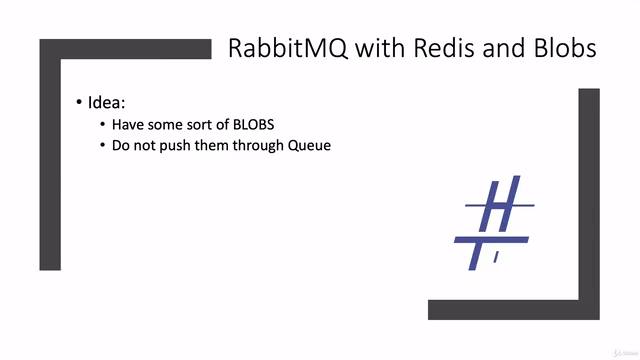 RabbitMQ with Redis and Blobs
• Idea:
• Have some sort of BLOBS
• Do not push them through Queue